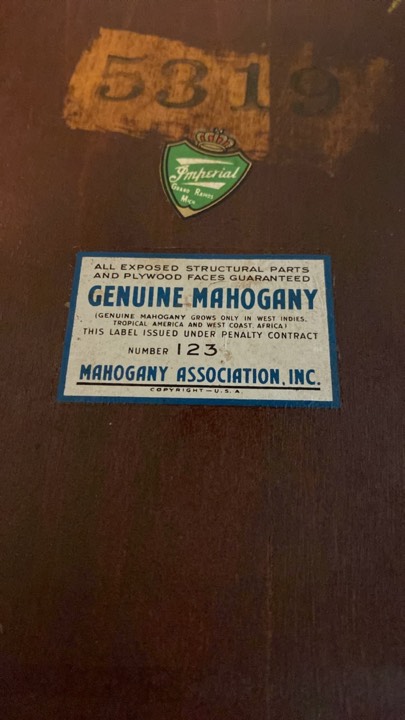 5319
Imperial
Grand Rapids
Mich
ALL EXPOSED STRUCTURAL PARTS
AND PLYWOOD FACES GUARANTEED
GENUINE MAHOGANY
(GENUINE MAHOGANY GROWS ONLY IN WEST INDIES,
TROPICAL AMERICA AND WEST COAST, AFRICA)
THIS LABEL ISSUED UNDER PENALTY CONTRACT
NUMBER 123
MAHOGANY ASSOCIATION, INC.
COPYRIGHT—U.S.A.